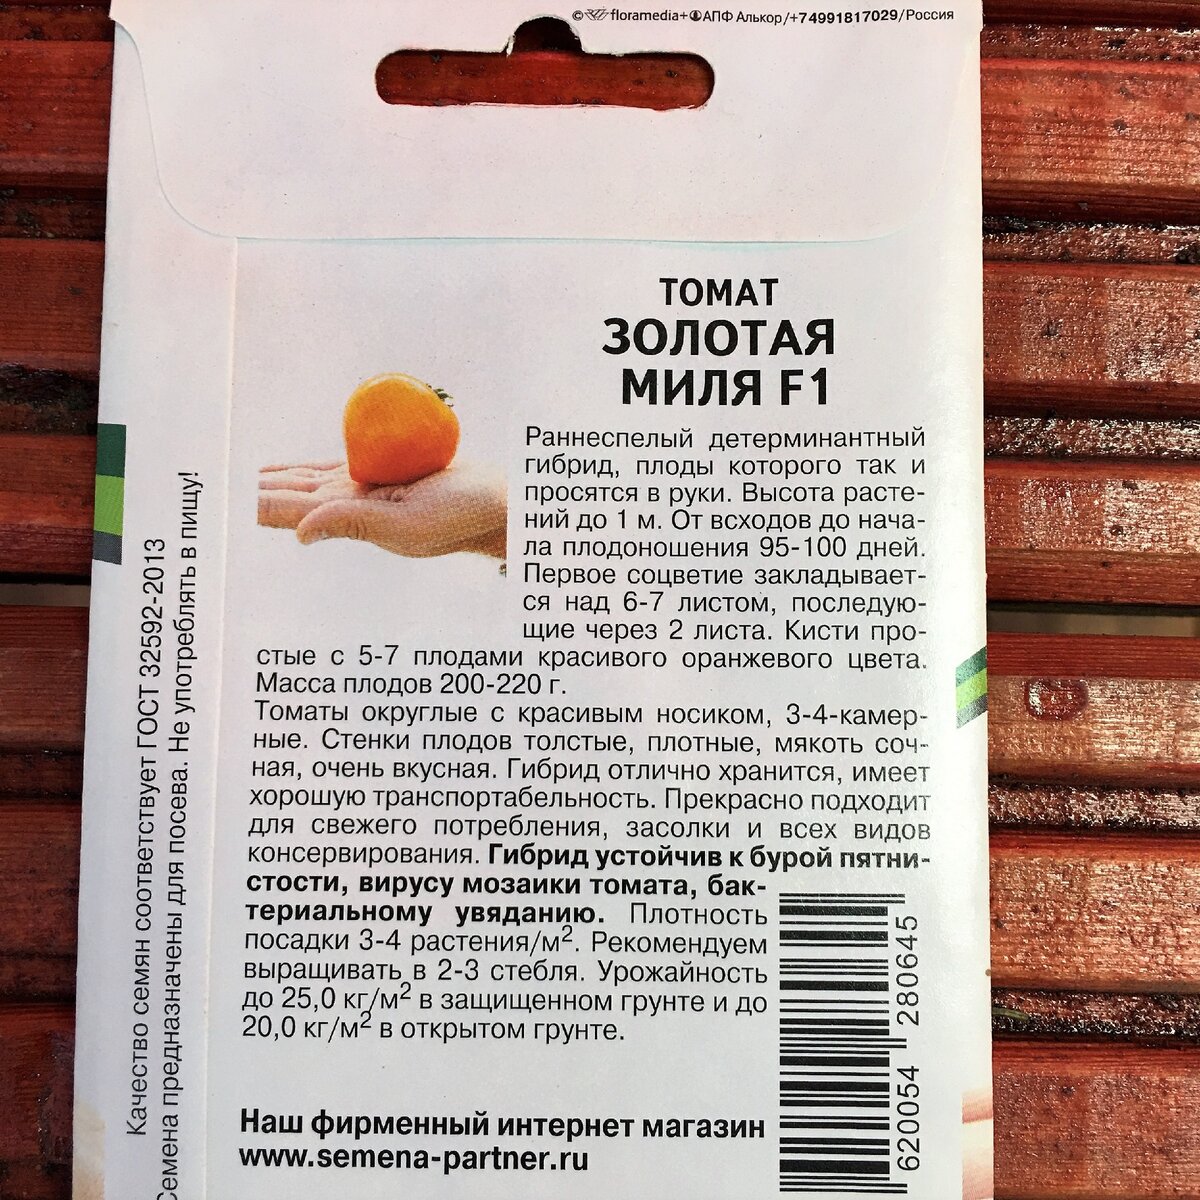 © floramedia+АПФ Алькор/+74991817029/Россия
ТОМАТ
ЗОЛОТАЯ
МИЛЯ F1
Раннеспелый детерминантный
гибрид, плоды которого так и
просятся в руки. Высота расте-
ний до 1 м. От всходов до нача-
ла плодоношения 95-100 дней.
Первое соцветие закладывает-
ся над 6-7 листом, последую-
щие через 2 листа. Кисти про-
стые с 5-7 плодами красивого оранжевого цвета.
Масса плодов 200-220 г.
Томаты округлые с красивым носиком, 3-4-камер-
ные. Стенки плодов толстые, плотные, мякоть соч-
ная, очень вкусная. Гибрид отлично хранится, имеет
хорошую транспортабельность. Прекрасно подходит
для свежего потребления, засолки и всех видов
консервирования. Гибрид устойчив к бурой пятни-
стости, вирусу мозаики томата, бак-
териальному увяданию. Плотность
посадки 3-4 растения/м². Рекомендуем
выращивать в 2-3 стебля. Урожайность
до 25,0 кг/м² в защищенном грунте и до
20,0 кг/м² в открытом грунте.
Наш фирменный интернет магазин
www.semena-partner.ru
Качество семян соответствует ГОСТ 32592-2013
Семена предназначены для посева. Не употреблять в пищу!
620054 280645